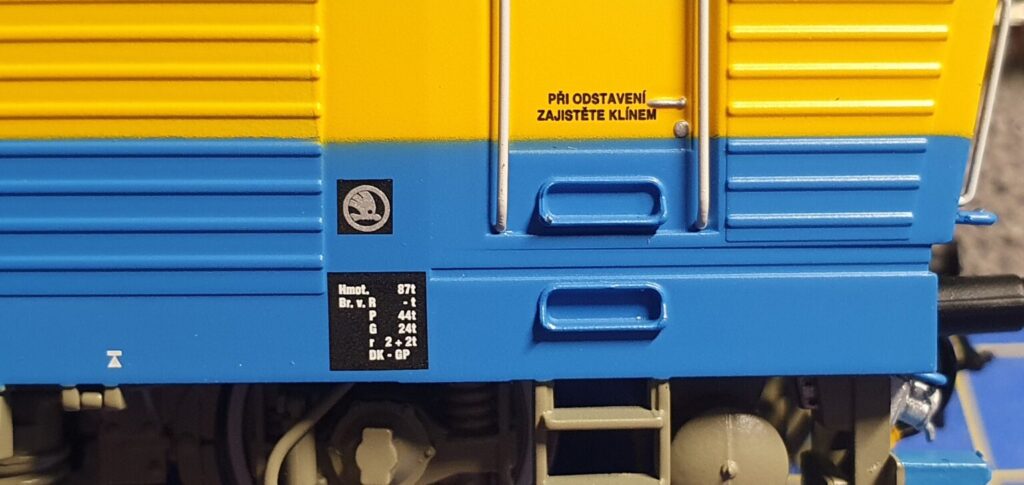 PŘI ODSTAVENÍ
ZAJISTĚTE KLÍNEM
Hmot. 87t
Br. v. R - t
P 44t
G 24t
r 2 + 2t
DK - GP